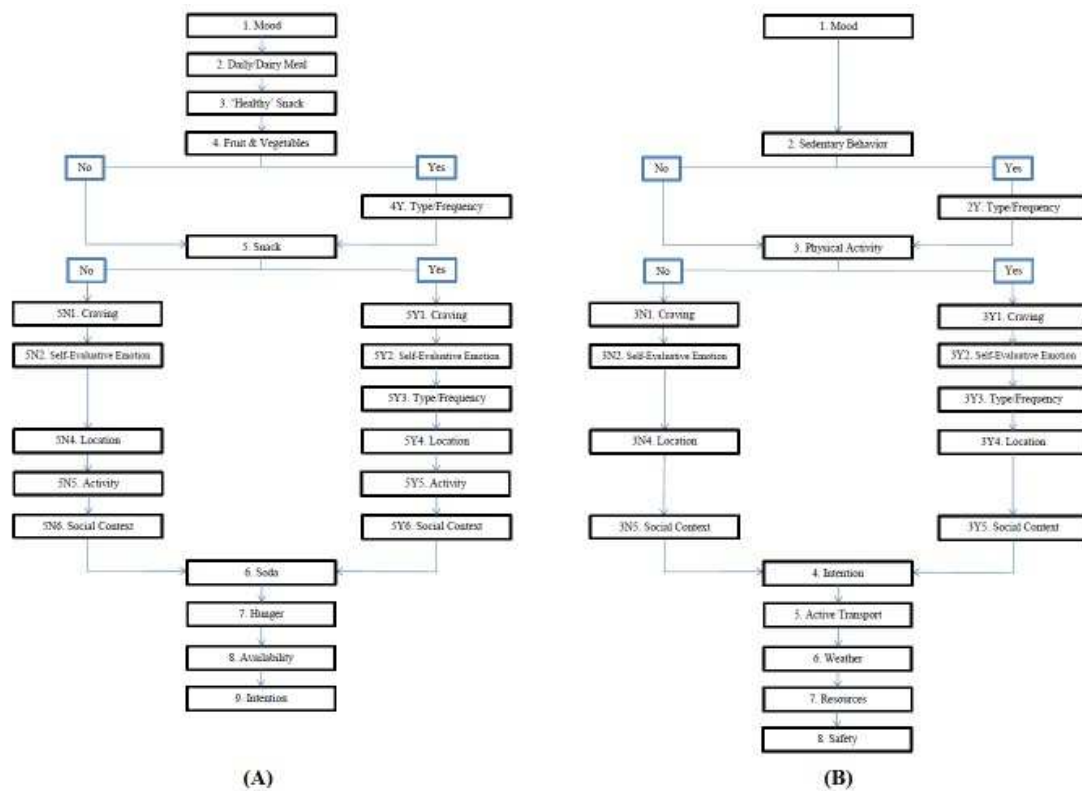 1. Mood
2. Daily/Dairy Meal
3. 'Healthy' Snack
4. Fruit & Vegetables
No
Yes
4Y. Type/Frequency
5. Snack
No
Yes
5N1. Craving
5Y1. Craving
5N2. Self-Evaluative Emotion
5Y2. Self-Evaluative Emotion
5Y3. Type/Frequency
5N4. Location
5Y4. Location
5N5. Activity
5Y5. Activity
5N6. Social Context
5Y6. Social Context
6. Soda
7. Hunger
8. Availability
9. Intention
(A)
1. Mood
2. Sedentary Behavior
No
Yes
2Y. Type/Frequency
3. Physical Activity
No
Yes
3N1. Craving
3Y1. Craving
3N2. Self-Evaluative Emotion
3Y2. Self-Evaluative Emotion
3Y3. Type/Frequency
3N4. Location
3Y4. Location
3N5. Social Context
3Y5. Social Context
4. Intention
5. Active Transport
6. Weather
7. Resources
8. Safety
(B)